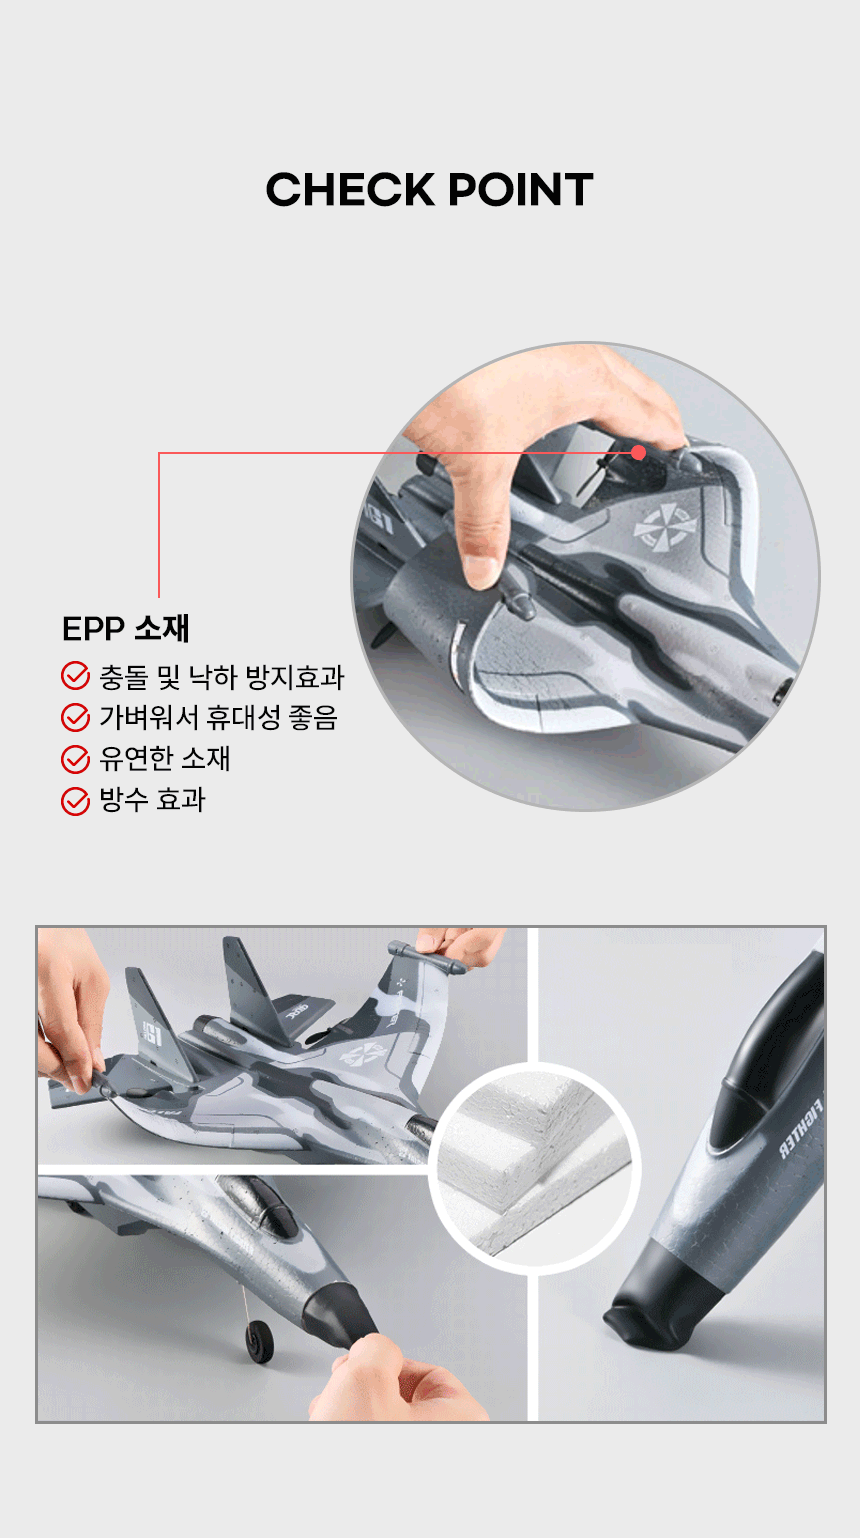 CHECK POINT
EPP 소재
충돌 및 낙하 방지효과
가벼워서 휴대성 좋음
유연한 소재
방수 효과
FIGHTER